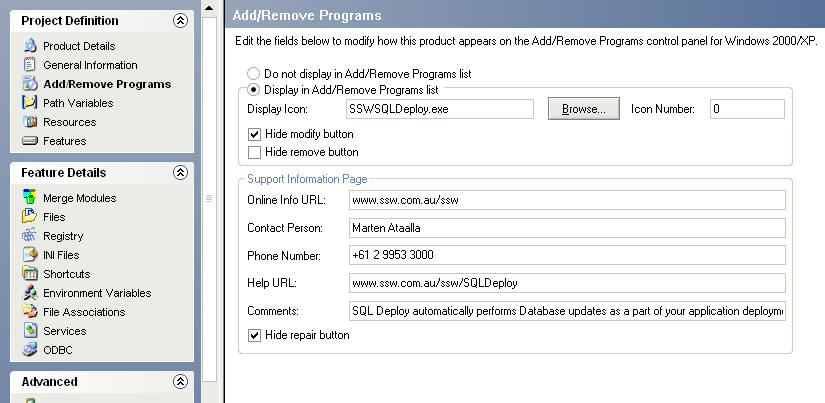 Project Definition
Product Details
General Information
Add/Remove Programs
Path Variables
Resources
Features
Feature Details
Merge Modules
Files
Registry
INI Files
Shortcuts
Environment Variables
File Associations
Services
ODBC
Advanced
Add/Remove Programs
Edit the fields below to modify how this product appears on the Add/Remove Programs control panel for Windows 2000/XP.
Do not display in Add/Remove Programs list
Display in Add/Remove Programs list
Display Icon: SSWSQLDeploy.exe Browse... Icon Number: 0
Hide modify button
Hide remove button
Support Information Page
Online Info URL: www.ssw.com.au/ssw
Contact Person: Marten Ataalla
Phone Number: +61 2 9953 3000
Help URL: www.ssw.com.au/ssw/SQLDeploy
Comments: SQL Deploy automatically performs Database updates as a part of your application
Hide repair button